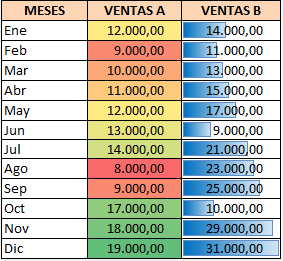 MESES VENTAS A VENTAS B
Ene 12.000,00 14.000,00
Feb 9.000,00 11.000,00
Mar 10.000,00 13.000,00
Abr 11.000,00 15.000,00
May 12.000,00 17.000,00
Jun 13.000,00 9.000,00
Jul 14.000,00 21.000,00
Ago 8.000,00 23.000,00
Sep 9.000,00 25.000,00
Oct 17.000,00 10.000,00
Nov 18.000,00 29.000,00
Dic 19.000,00 31.000,00